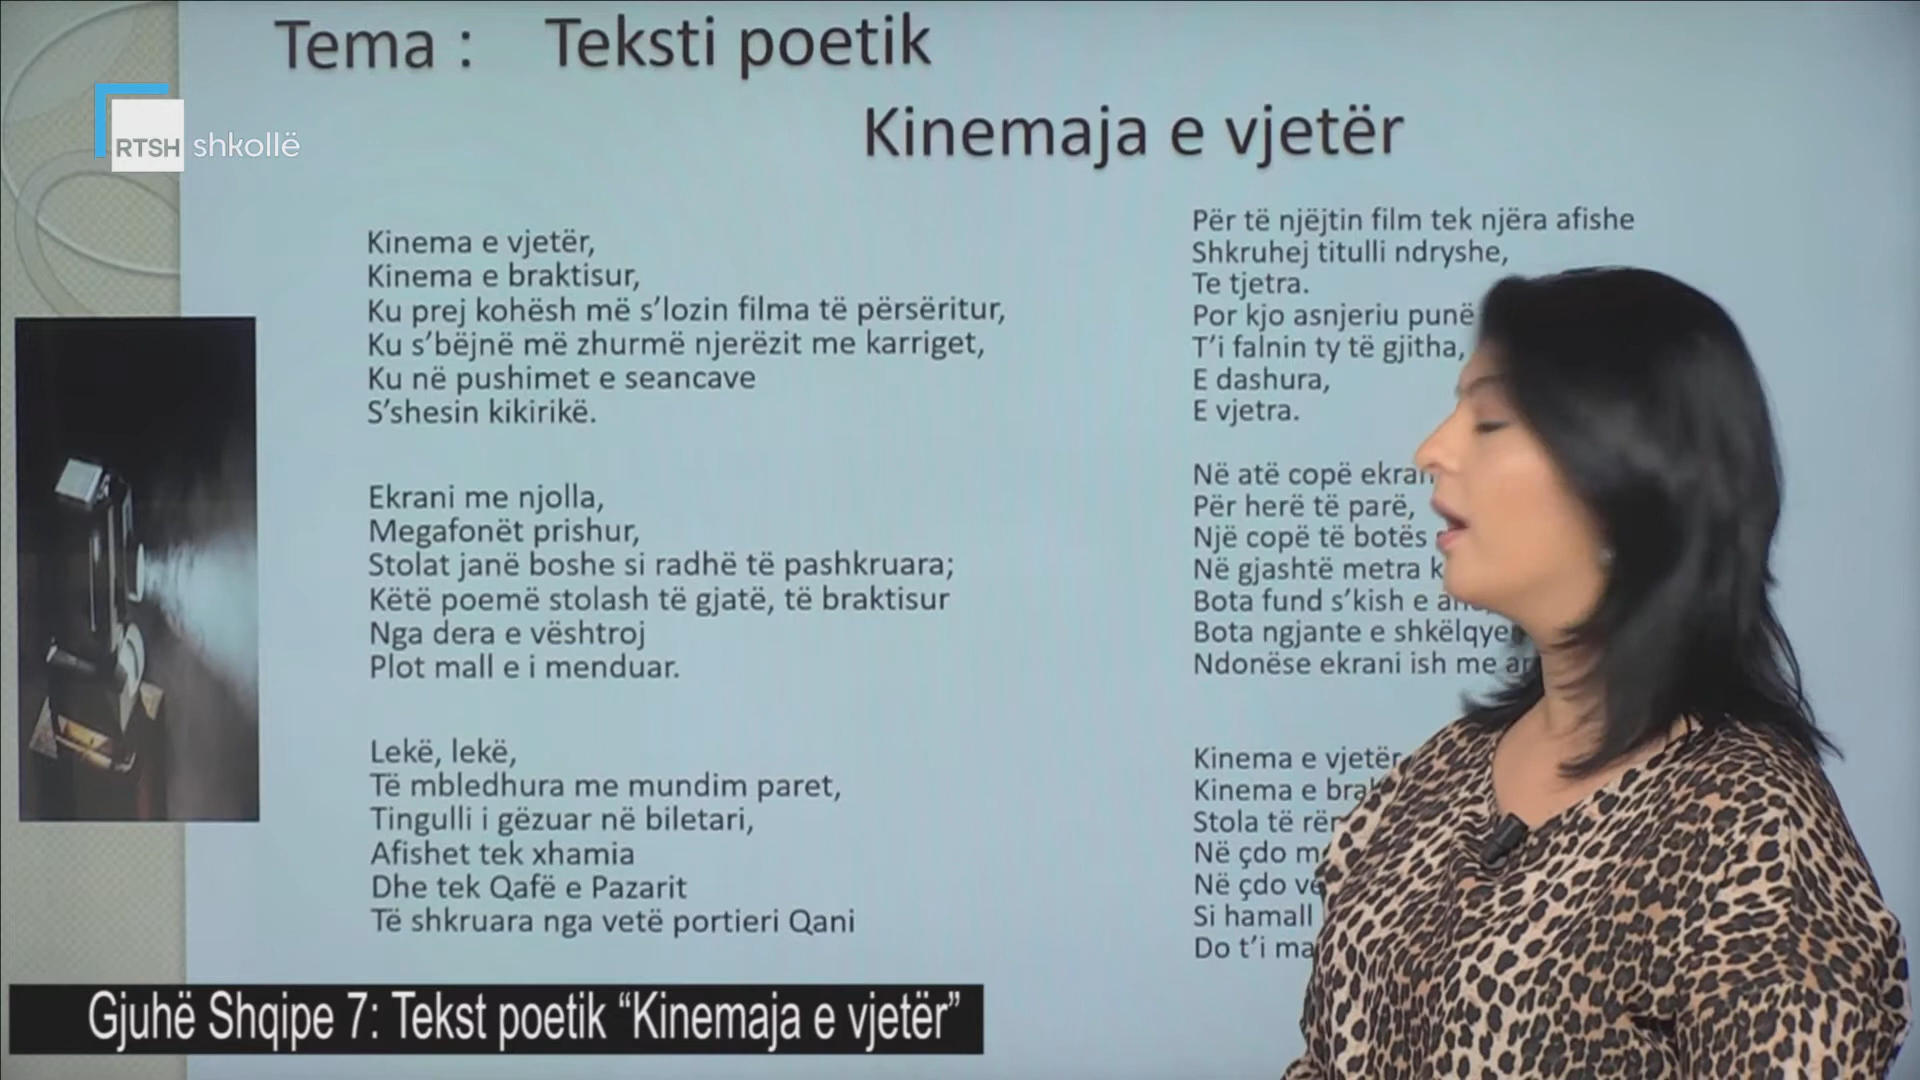 Tema : Teksti poetik
Kinemaja e vjetër
RTSH shkollë
Kinema e vjetër,
Kinema e braktisur,
Ku prej kohësh më s’lozin filma të përsëritur,
Ku s’bëjnë më zhurmë njerëzit me karriget,
Ku në pushimet e seancave
S’shesin kikirikë.
Ekrani me njolla,
Megafonët prishur,
Stolat janë boshe si radhë të pashkruara;
Këtë poemë stolash të gjatë, të braktisur
Nga dera e vështroj
Plot mall e i menduar.
Lekë, lekë,
Të mbledhura me mundim paret,
Tingulli i gëzuar në biletari,
Afishet tek xhamia
Dhe tek Qafë e Pazarit
Të shkruara nga vetë portieri Qani
Për të njëjtin film tek njëra afishe
Shkruhej titulli ndryshe,
Te tjetra.
Por kjo asnjeriu punë
T’i falnin ty të gjitha,
E dashura,
E vjetra.
Në atë copë
Për herë të parë,
Një copë të botës
Në gjashtë metra
Bota fund s’kish e
Bota ngjante e
Ndonëse ekrani ish me
Kinema e vjetër
Kinema e
Stola të
Në çdo
Në çdo
Si hamall
Do t’i
Gjuhë Shqipe 7: Tekst poetik “Kinemaja e vjetër”